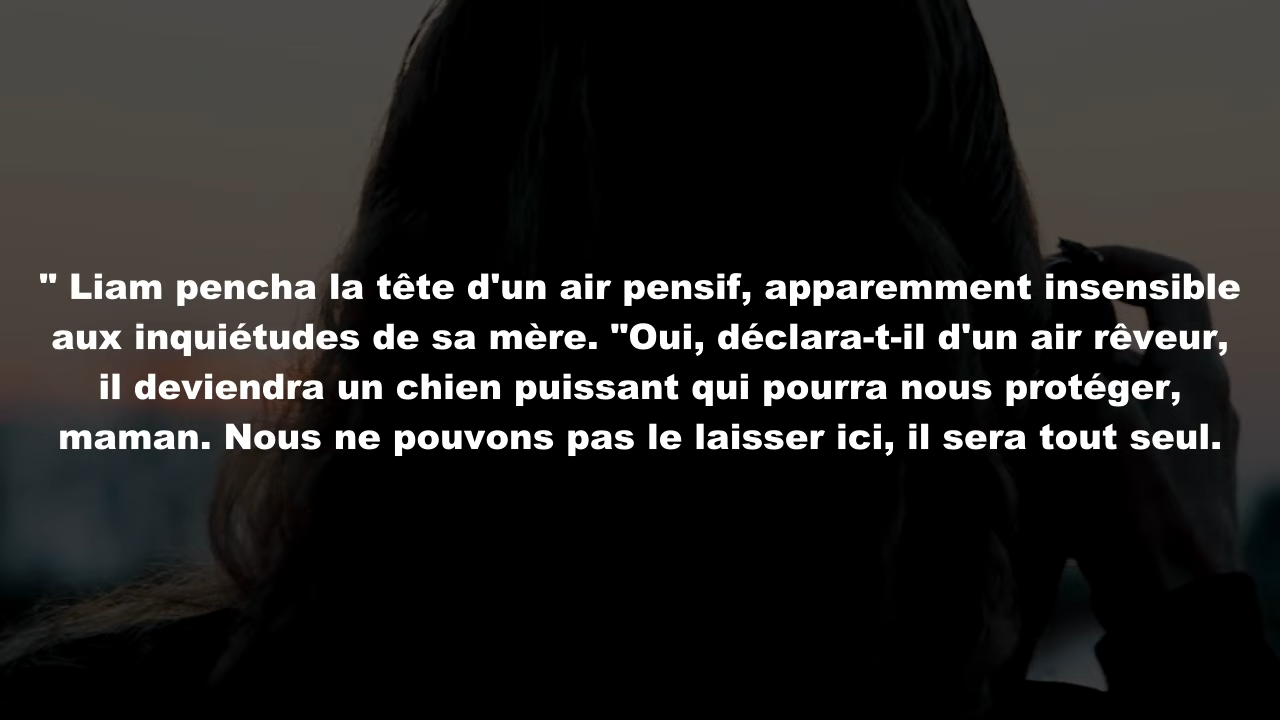 " Liam pencha la tête d'un air pensif, apparemment insensible
aux inquiétudes de sa mère. "Oui, déclara-t-il d'un air rêveur,
il deviendra un chien puissant qui pourra nous protéger,
maman. Nous ne pouvons pas le laisser ici, il sera tout seul.